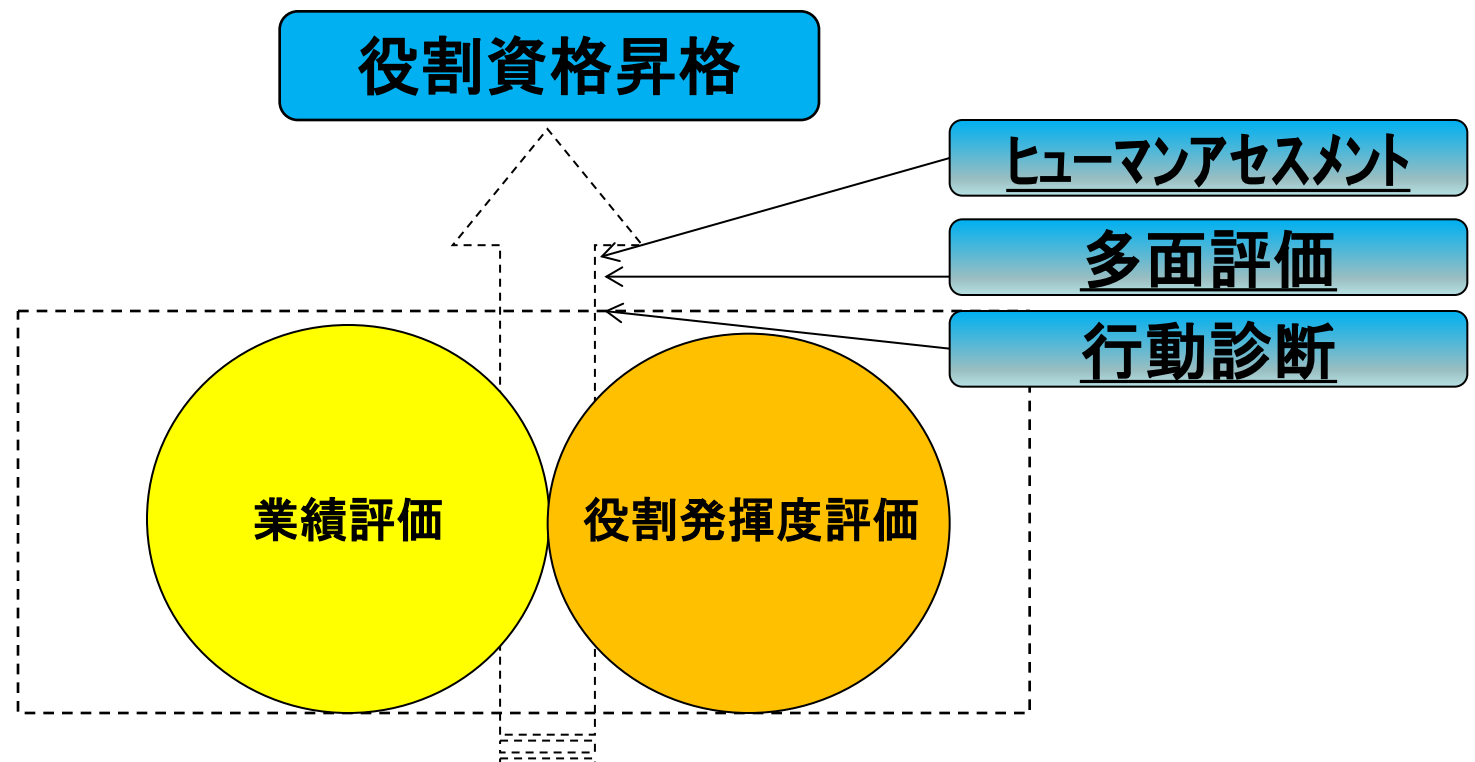 役割資格昇格
ヒューマンアセスメント
多面評価
行動診断
業績評価
役割発揮度評価